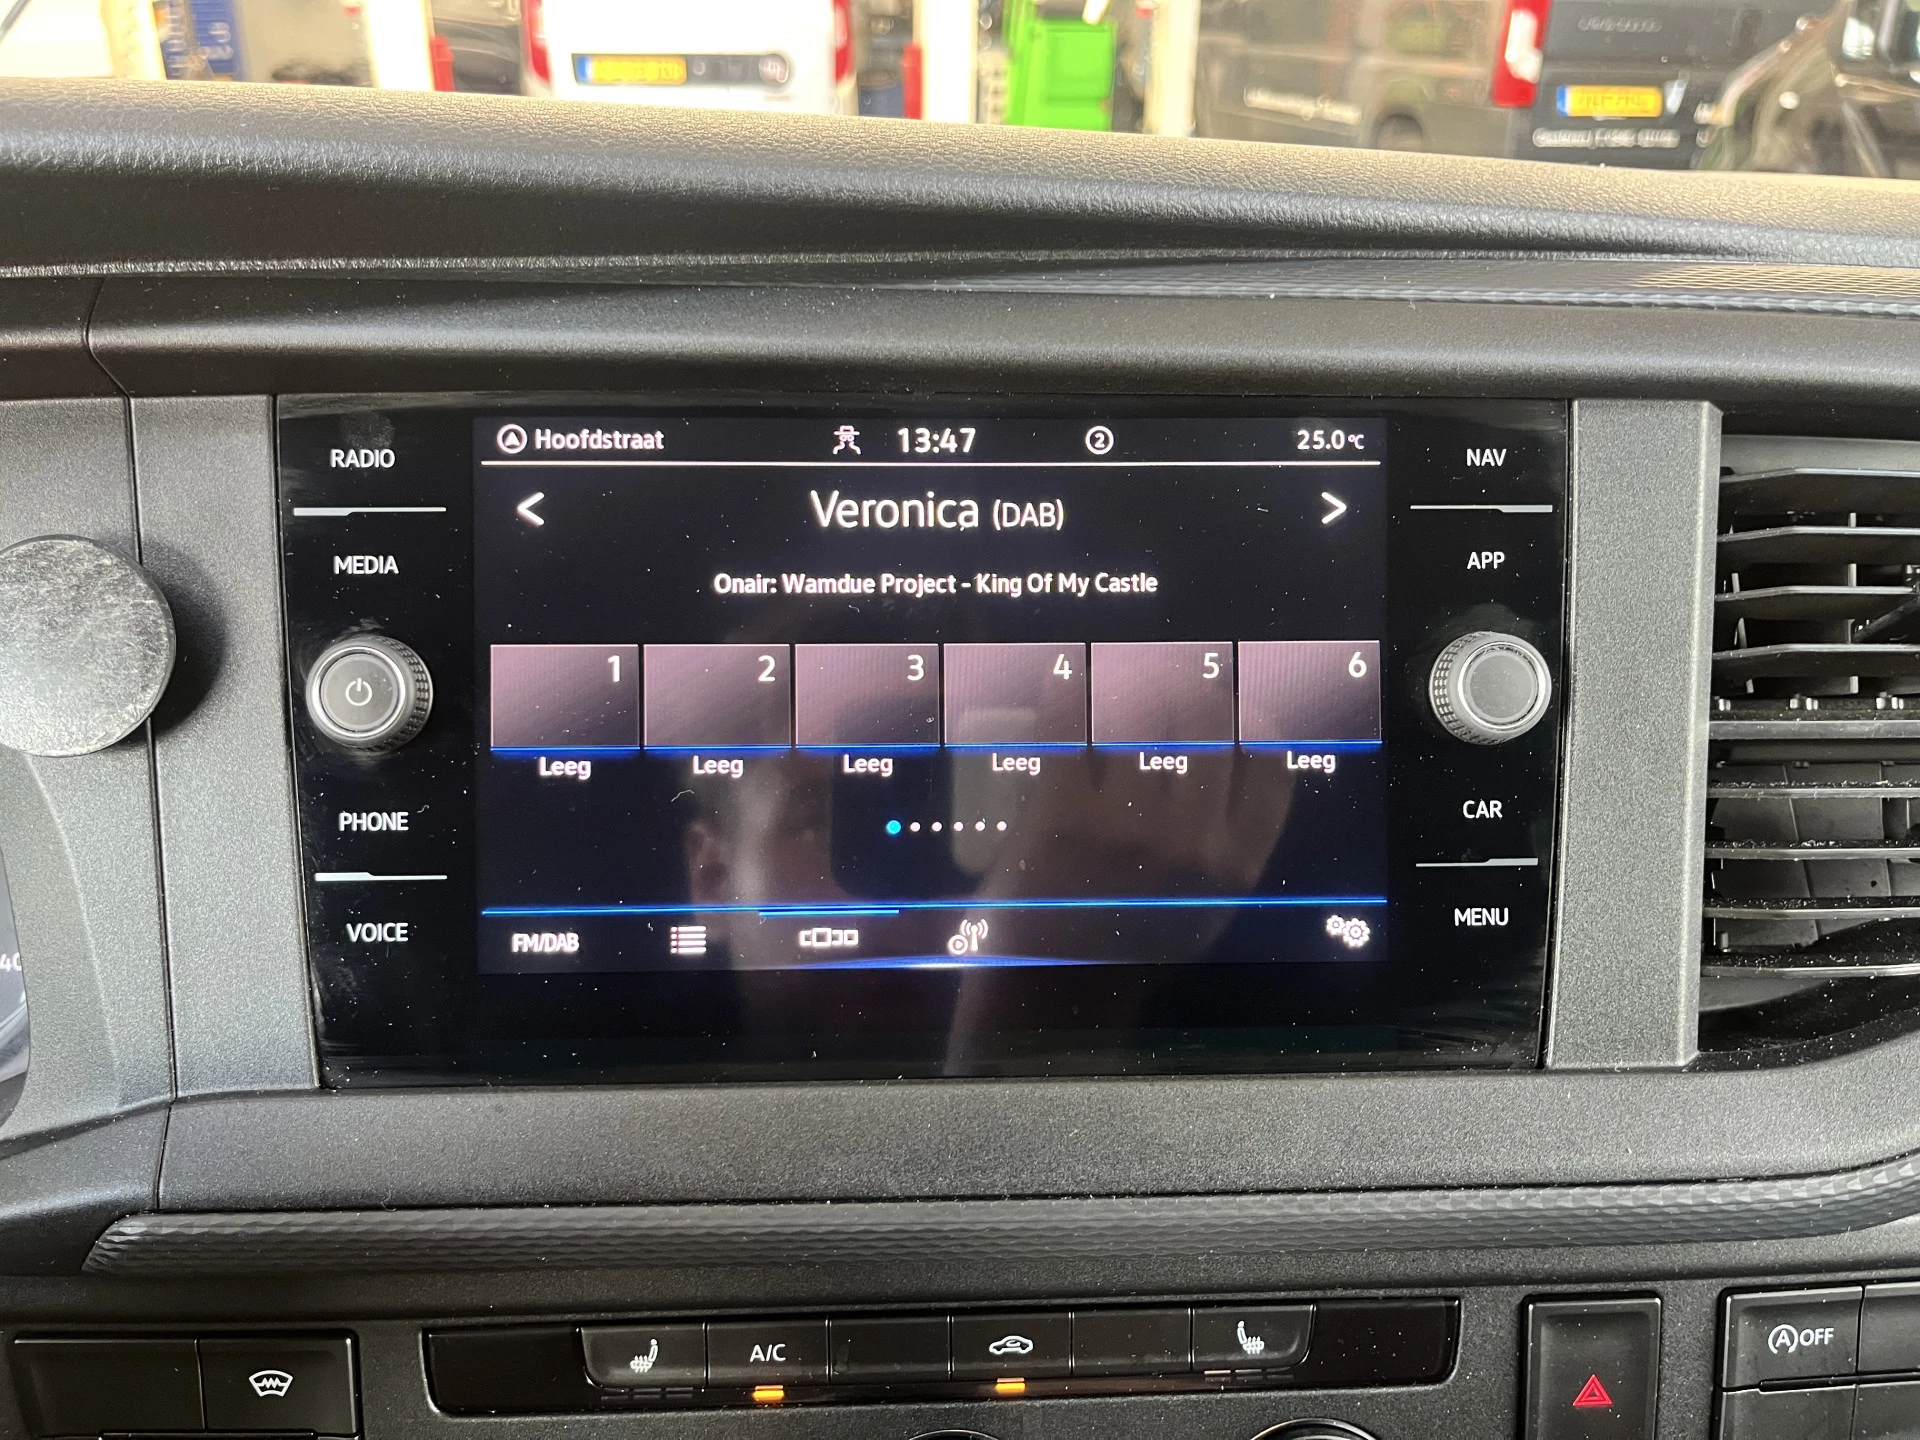 RADIO
MEDIA
PHONE
VOICE
Hoofdstraat 13:47 2 25.0°C
< Veronica (DAB) >
Onair: Wamdue Project - King Of My Castle
1 2 3 4 5 6
Leeg Leeg Leeg Leeg Leeg Leeg
FM/DAB
NAV
APP
CAR
MENU
A/C
A OFF